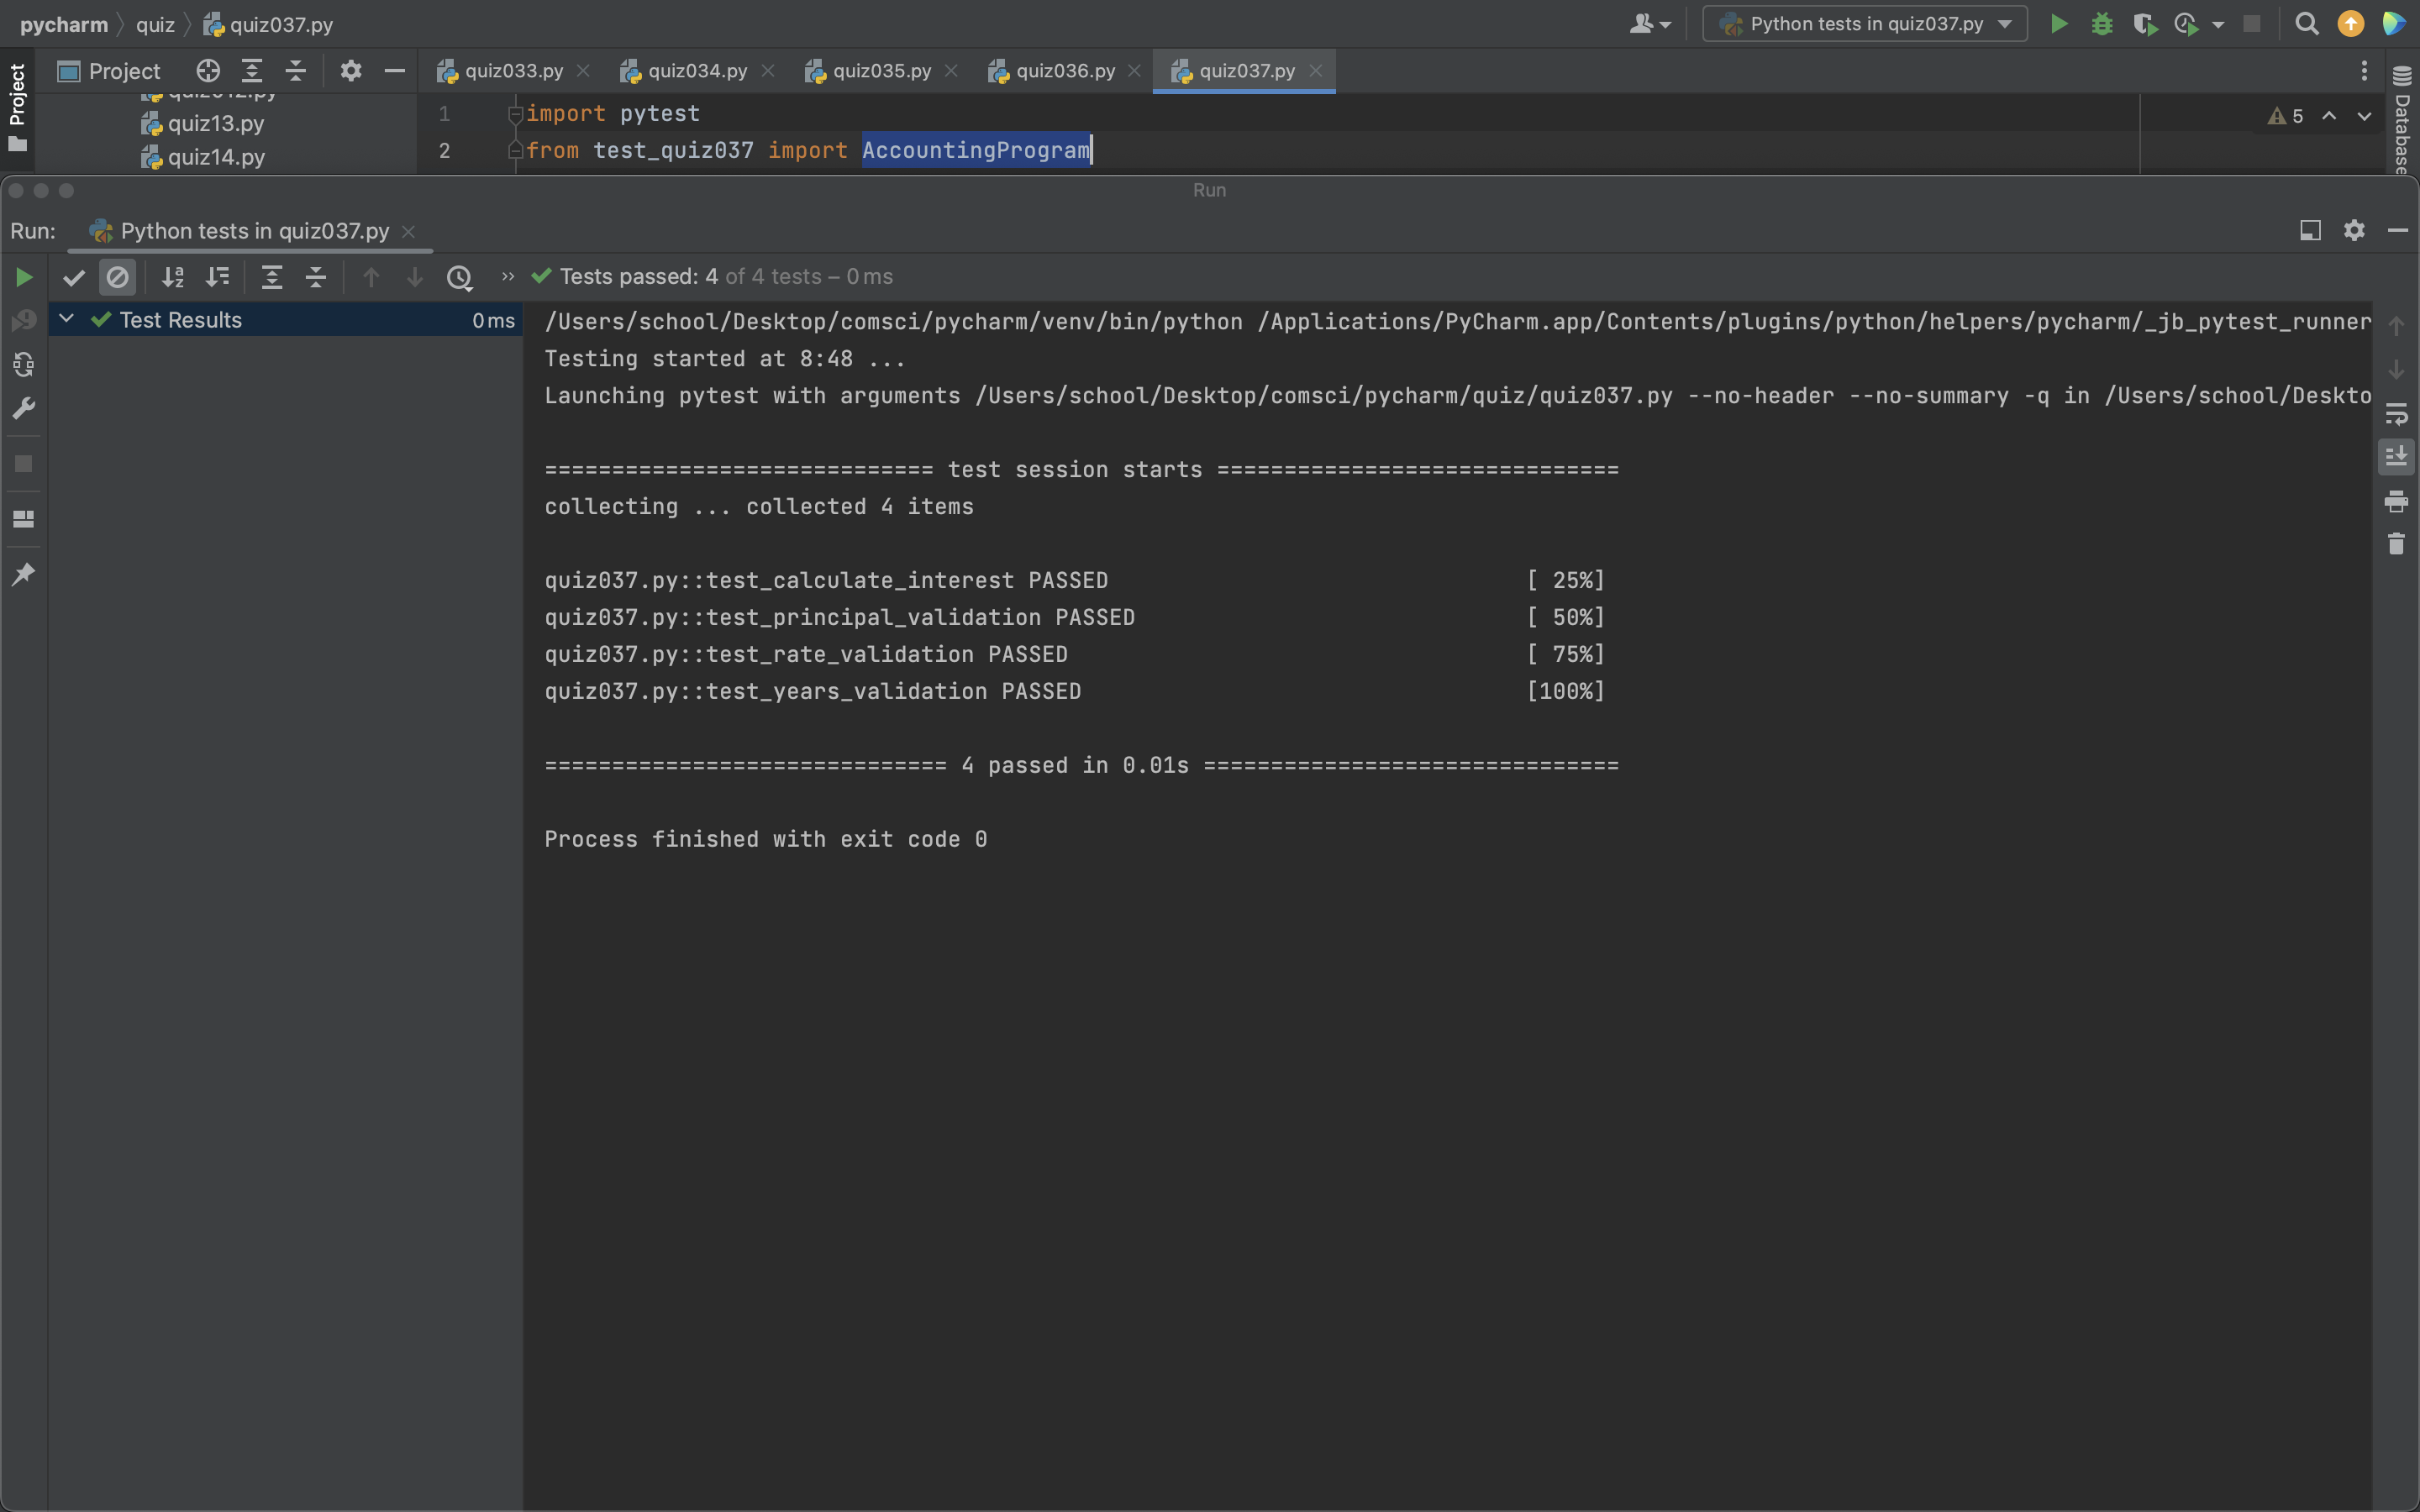 pycharm quiz quiz037.py Python tests in quiz037.py
Project quiz033.py quiz034.py quiz035.py quiz036.py quiz037.py
Project
Database
quiz13.py
quiz14.py
1 import pytest 5
2 from test_quiz037 import AccountingProgram
Run
Run: Python tests in quiz037.py
Tests passed: 4 of 4 tests – 0 ms
Test Results 0 ms
/Users/school/Desktop/comsci/pycharm/venv/bin/python /Applications/PyCharm.app/Contents/plugins/python/helpers/pycharm/_jb_pytest_runner
Testing started at 8:48 ...
Launching pytest with arguments /Users/school/Desktop/comsci/pycharm/quiz/quiz037.py --no-header --no-summary -q in /Users/school/Deskto
============================= test session starts ==============================
collecting ... collected 4 items
quiz037.py::test_calculate_interest PASSED [ 25%]
quiz037.py::test_principal_validation PASSED [ 50%]
quiz037.py::test_rate_validation PASSED [ 75%]
quiz037.py::test_years_validation PASSED [100%]
============================== 4 passed in 0.01s ===============================
Process finished with exit code 0